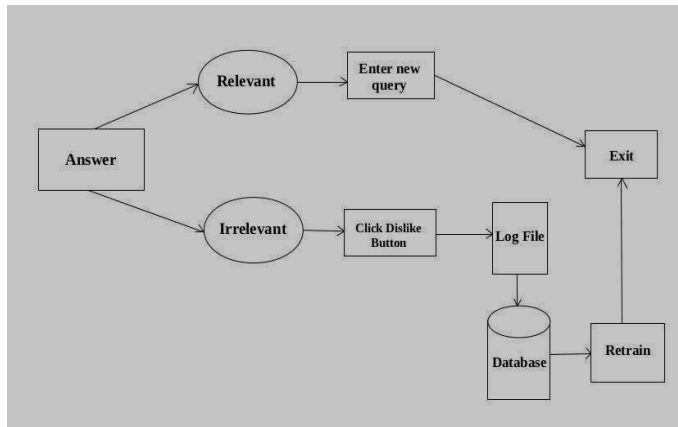 Relevant
Enter new
query
Answer
Exit
Irrelevant
Click Dislike
Button
Log File
Database
Retrain